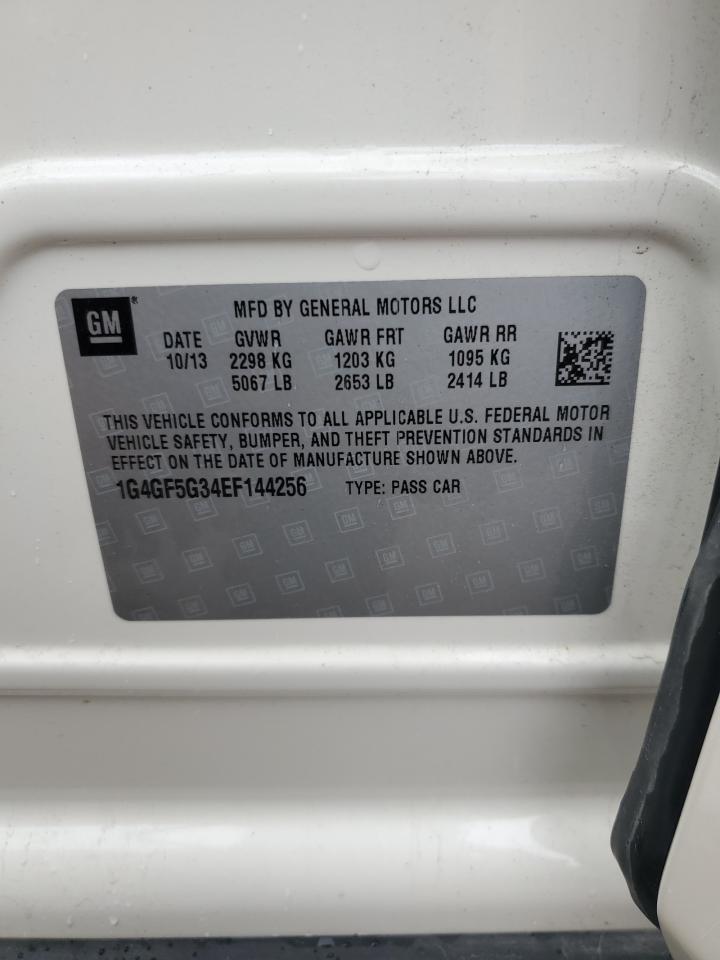 GM ® MFD BY GENERAL MOTORS LLC
DATE GVWR GAWR FRT GAWR RR
10/13 2298 KG 1203 KG 1095 KG
5067 LB 2653 LB 2414 LB
THIS VEHICLE CONFORMS TO ALL APPLICABLE U.S. FEDERAL MOTOR
VEHICLE SAFETY, BUMPER, AND THEFT PREVENTION STANDARDS IN
EFFECT ON THE DATE OF MANUFACTURE SHOWN ABOVE.
1G4GF5G34EF144256 TYPE: PASS CAR